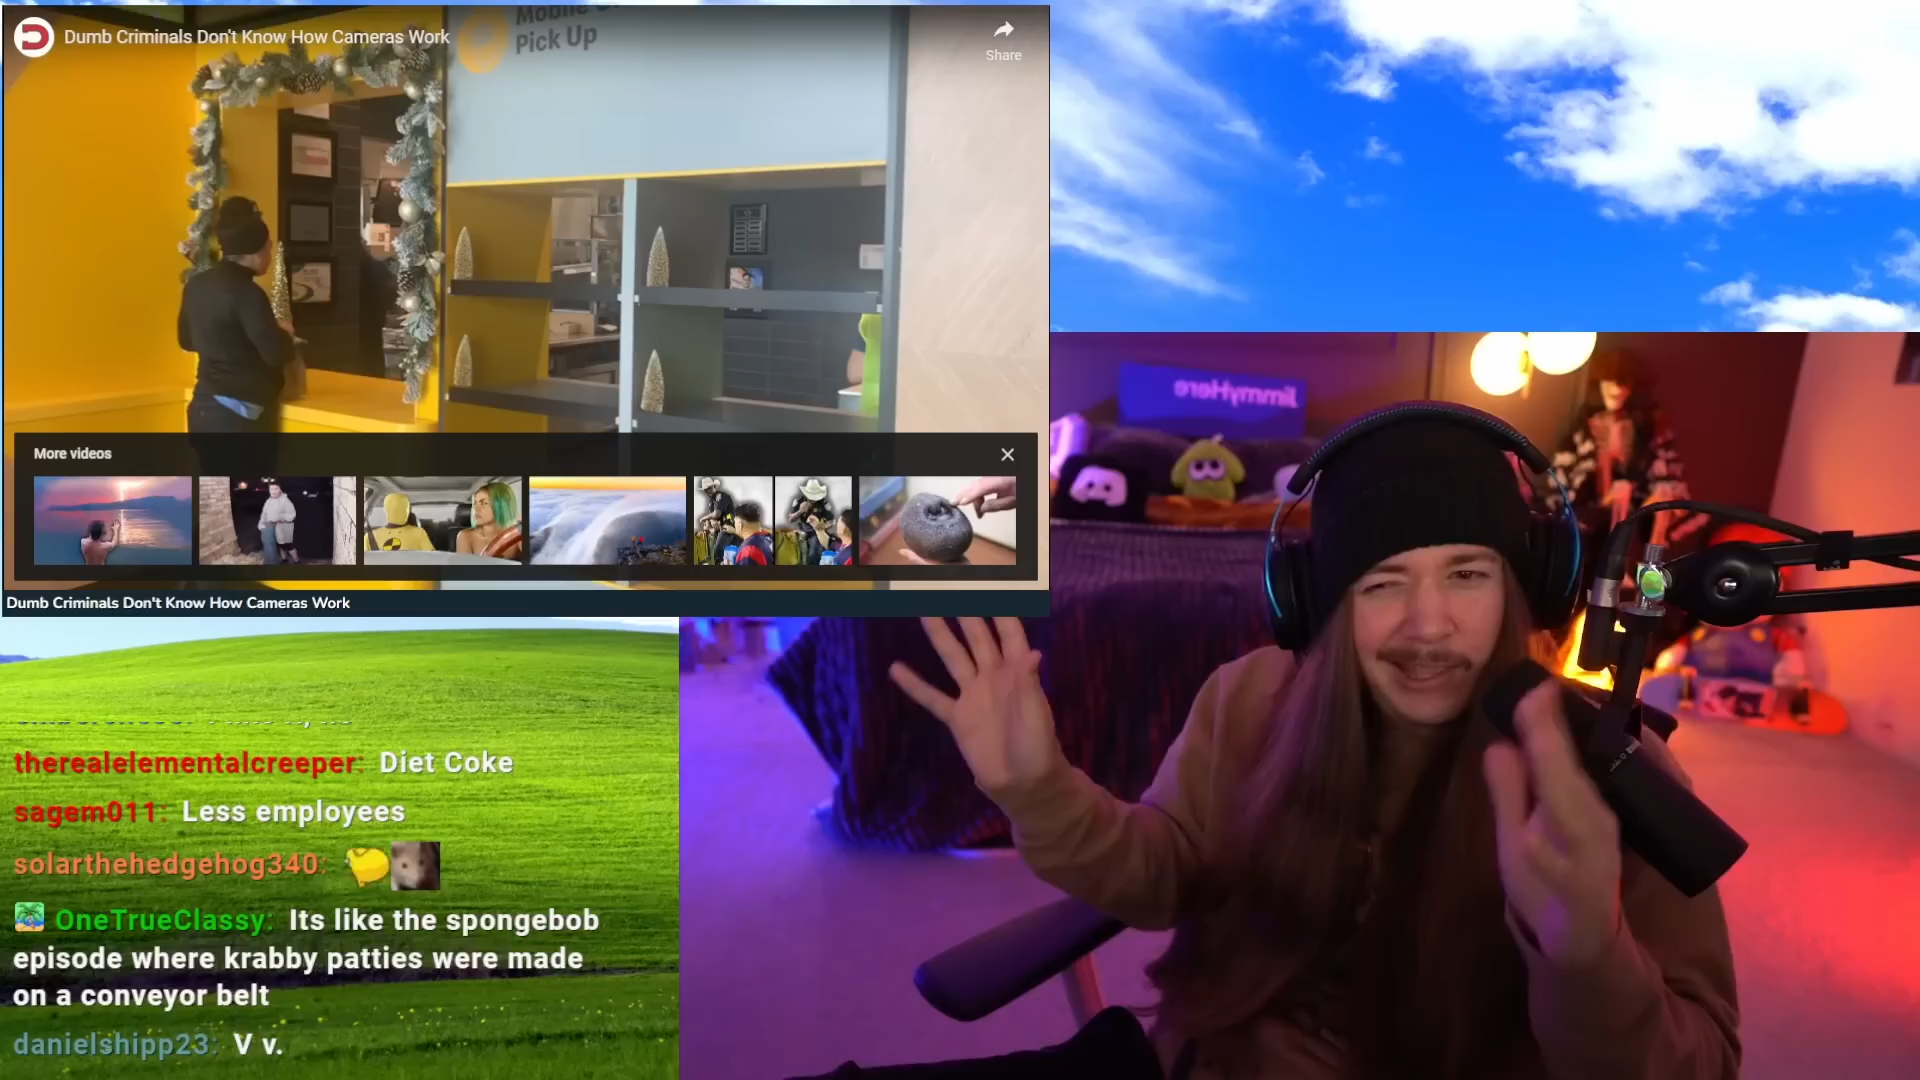 Dumb Criminals Don't Know How Cameras Work
Mobile
Pick Up
Share
More videos
Dumb Criminals Don't Know How Cameras Work
JimmyHere
therealelementalcreeper: Diet Coke
sagem011: Less employees
solarthehedgehog340:
OneTrueClassy: Its like the spongebob
episode where krabby patties were made
on a conveyor belt
danielshipp23: V v.